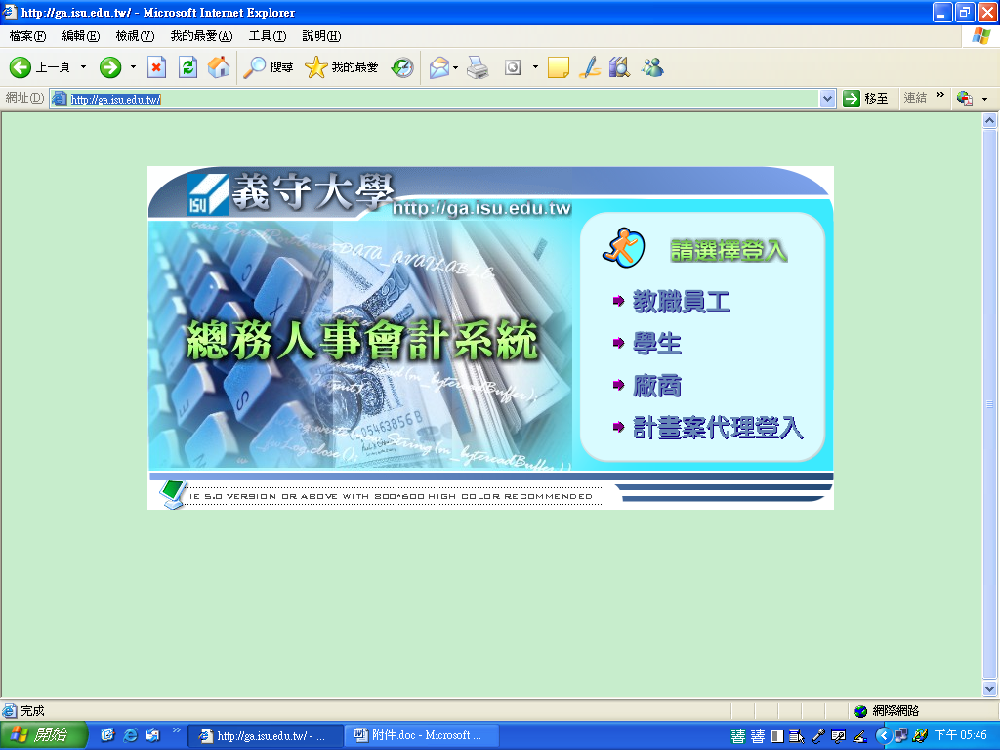 http://ga.isu.edu.tw/ - Microsoft Internet Explorer
檔案(F) 編輯(E) 檢視(V) 我的最愛(A) 工具(T) 說明(H)
上一頁 搜尋 我的最愛
網址(D) http://ga.isu.edu.tw/ 移至 連結 »
ISU 義守大學
http://ga.isu.edu.tw
DATA_AVAILABLE:
總務人事會計系統
05463856 B
請選擇登入
教職員工
學生
廠商
計畫案代理登入
IE 5.0 VERSION OR ABOVE WITH 800*600 HIGH COLOR RECOMMENDED
完成 網際網路
開始 » http://ga.isu.edu.tw/ - ... 附件.doc - Microsoft ... 下午 05:46